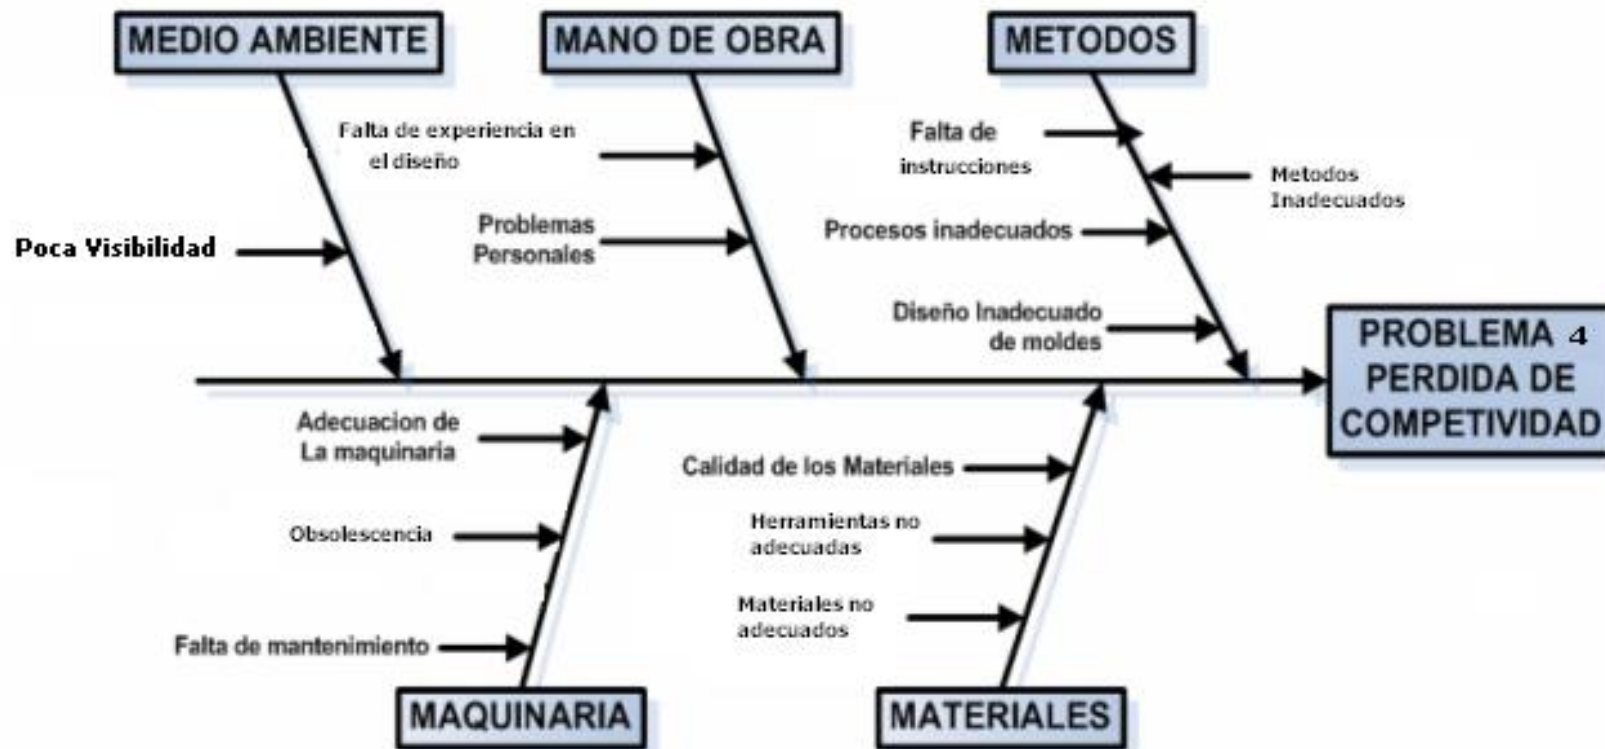 MEDIO AMBIENTE
MANO DE OBRA
METODOS
Falta de experiencia en
el diseño
Falta de
instrucciones
Metodos
Inadecuados
Poca Visibilidad
Problemas
Personales
Procesos inadecuados
Diseño Inadecuado
de moldes
PROBLEMA 4
PERDIDA DE
COMPETIVIDAD
Adecuacion de
La maquinaria
Calidad de los Materiales
Obsolescencia
Herramientas no
adecuadas
Materiales no
adecuados
Falta de mantenimiento
MAQUINARIA
MATERIALES